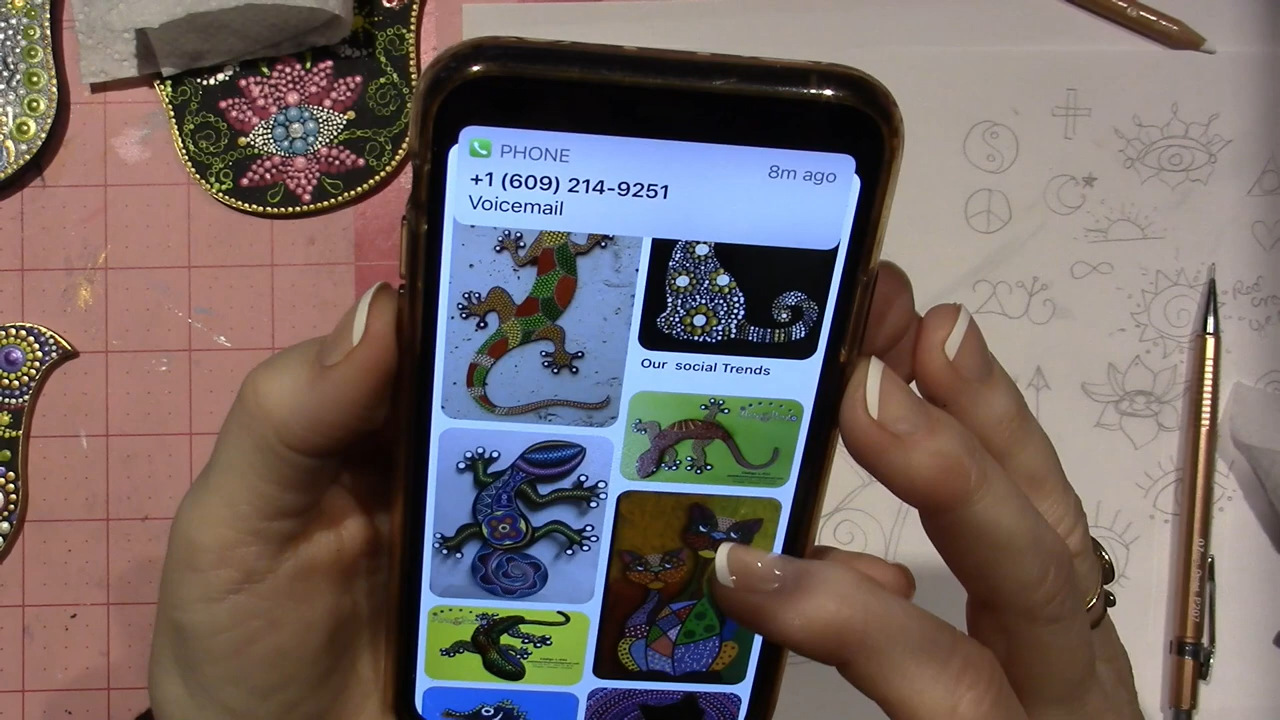 PHONE
8m ago
+1 (609) 214-9251
Voicemail
Our social Trends